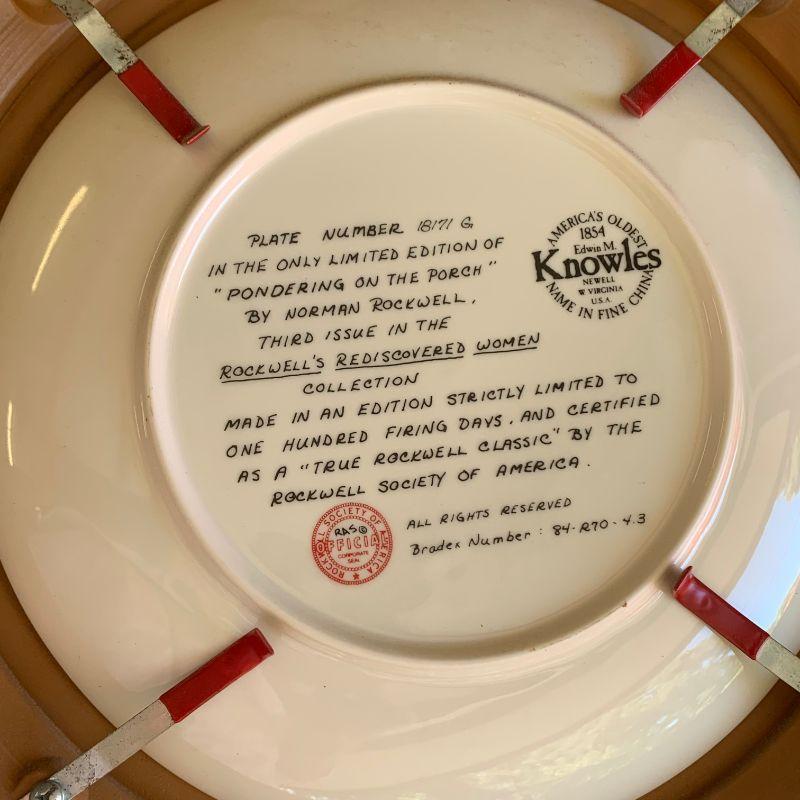 PLATE NUMBER 18171 G
IN THE ONLY LIMITED EDITION OF
"PONDERING ON THE PORCH"
BY NORMAN ROCKWELL,
THIRD ISSUE IN THE
ROCKWELL'S REDISCOVERED WOMEN
COLLECTION
MADE IN AN EDITION STRICTLY LIMITED TO
ONE HUNDRED FIRING DAYS, AND CERTIFIED
AS A "TRUE ROCKWELL CLASSIC" BY THE
ROCKWELL SOCIETY OF AMERICA.
AMERICA'S OLDEST
1854
Edwin M.
Knowles
NEWELL
W VIRGINIA
U.S.A.
NAME IN FINE CHINA
ROCKWELL SOCIETY OF AMERICA
RAS©
OFFICIAL
CORPORATE
SEAL
ALL RIGHTS RESERVED
Bradex Number: 84-R70-4.3